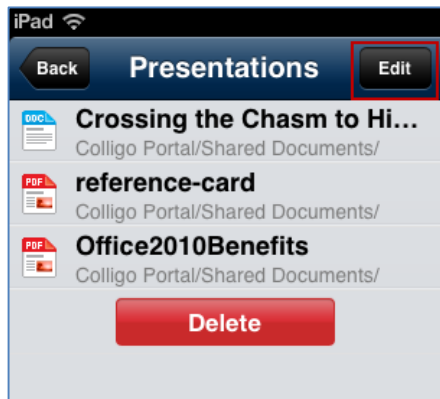 iPad
Back Presentations Edit
DOC Crossing the Chasm to Hi...
Colligo Portal/Shared Documents/
PDF reference-card
Colligo Portal/Shared Documents/
PDF Office2010Benefits
Colligo Portal/Shared Documents/
Delete